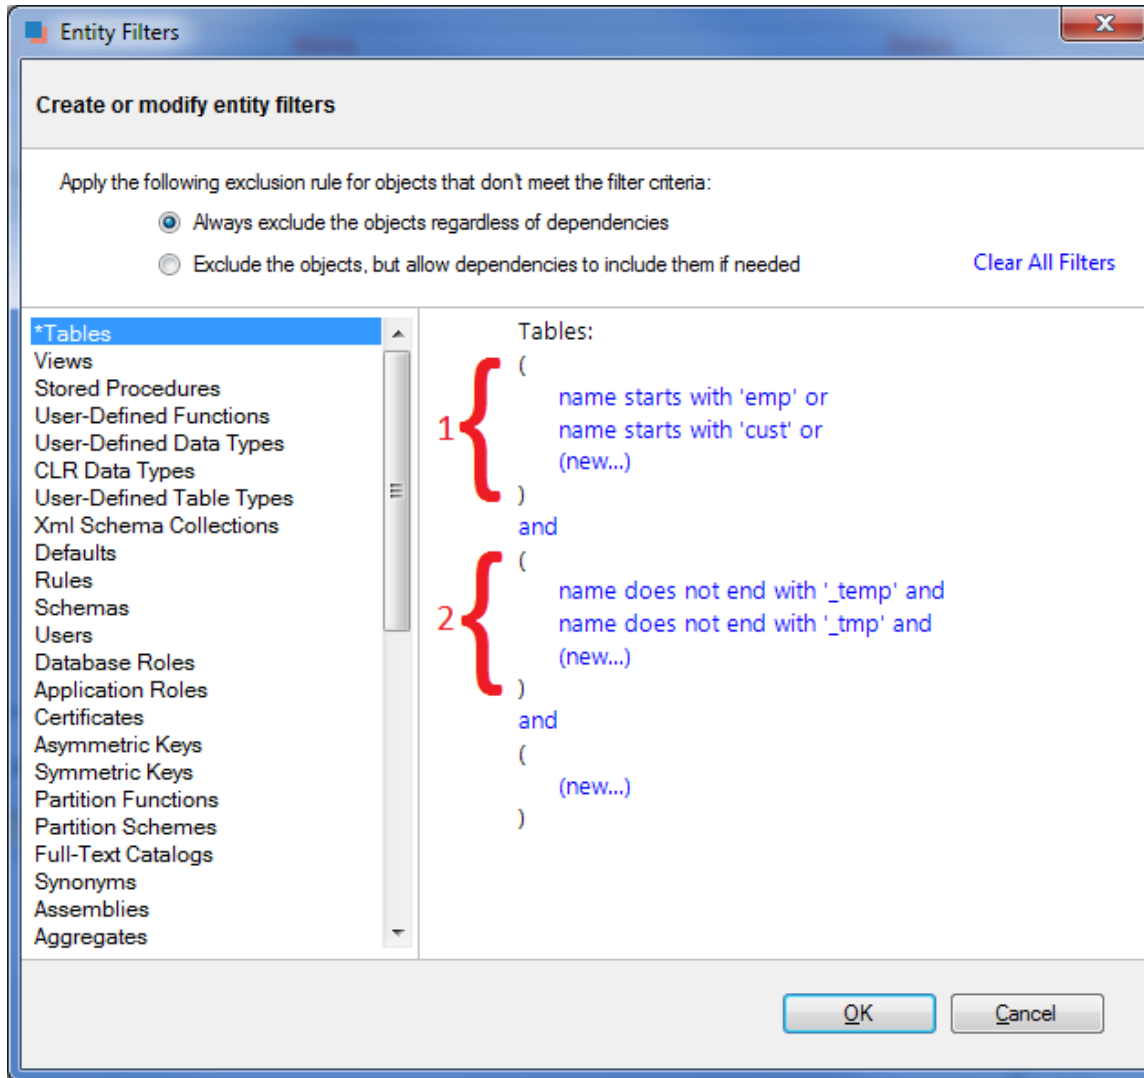 Entity Filters
Create or modify entity filters
Apply the following exclusion rule for objects that don't meet the filter criteria:
Always exclude the objects regardless of dependencies
Exclude the objects, but allow dependencies to include them if needed
Clear All Filters
*Tables
Views
Stored Procedures
User-Defined Functions
User-Defined Data Types
CLR Data Types
User-Defined Table Types
Xml Schema Collections
Defaults
Rules
Schemas
Users
Database Roles
Application Roles
Certificates
Asymmetric Keys
Symmetric Keys
Partition Functions
Partition Schemes
Full-Text Catalogs
Synonyms
Assemblies
Aggregates
Tables:
(
name starts with 'emp' or
name starts with 'cust' or
(new...)
)
1 {
and
(
name does not end with '_temp' and
name does not end with '_tmp' and
(new...)
)
2 {
and
(
(new...)
)
OK
Cancel